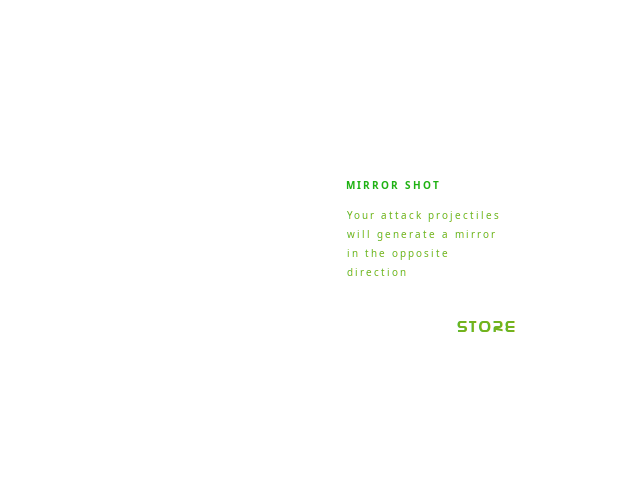 MIRROR SHOT
Your attack projectiles
will generate a mirror
in the opposite
direction
STORE